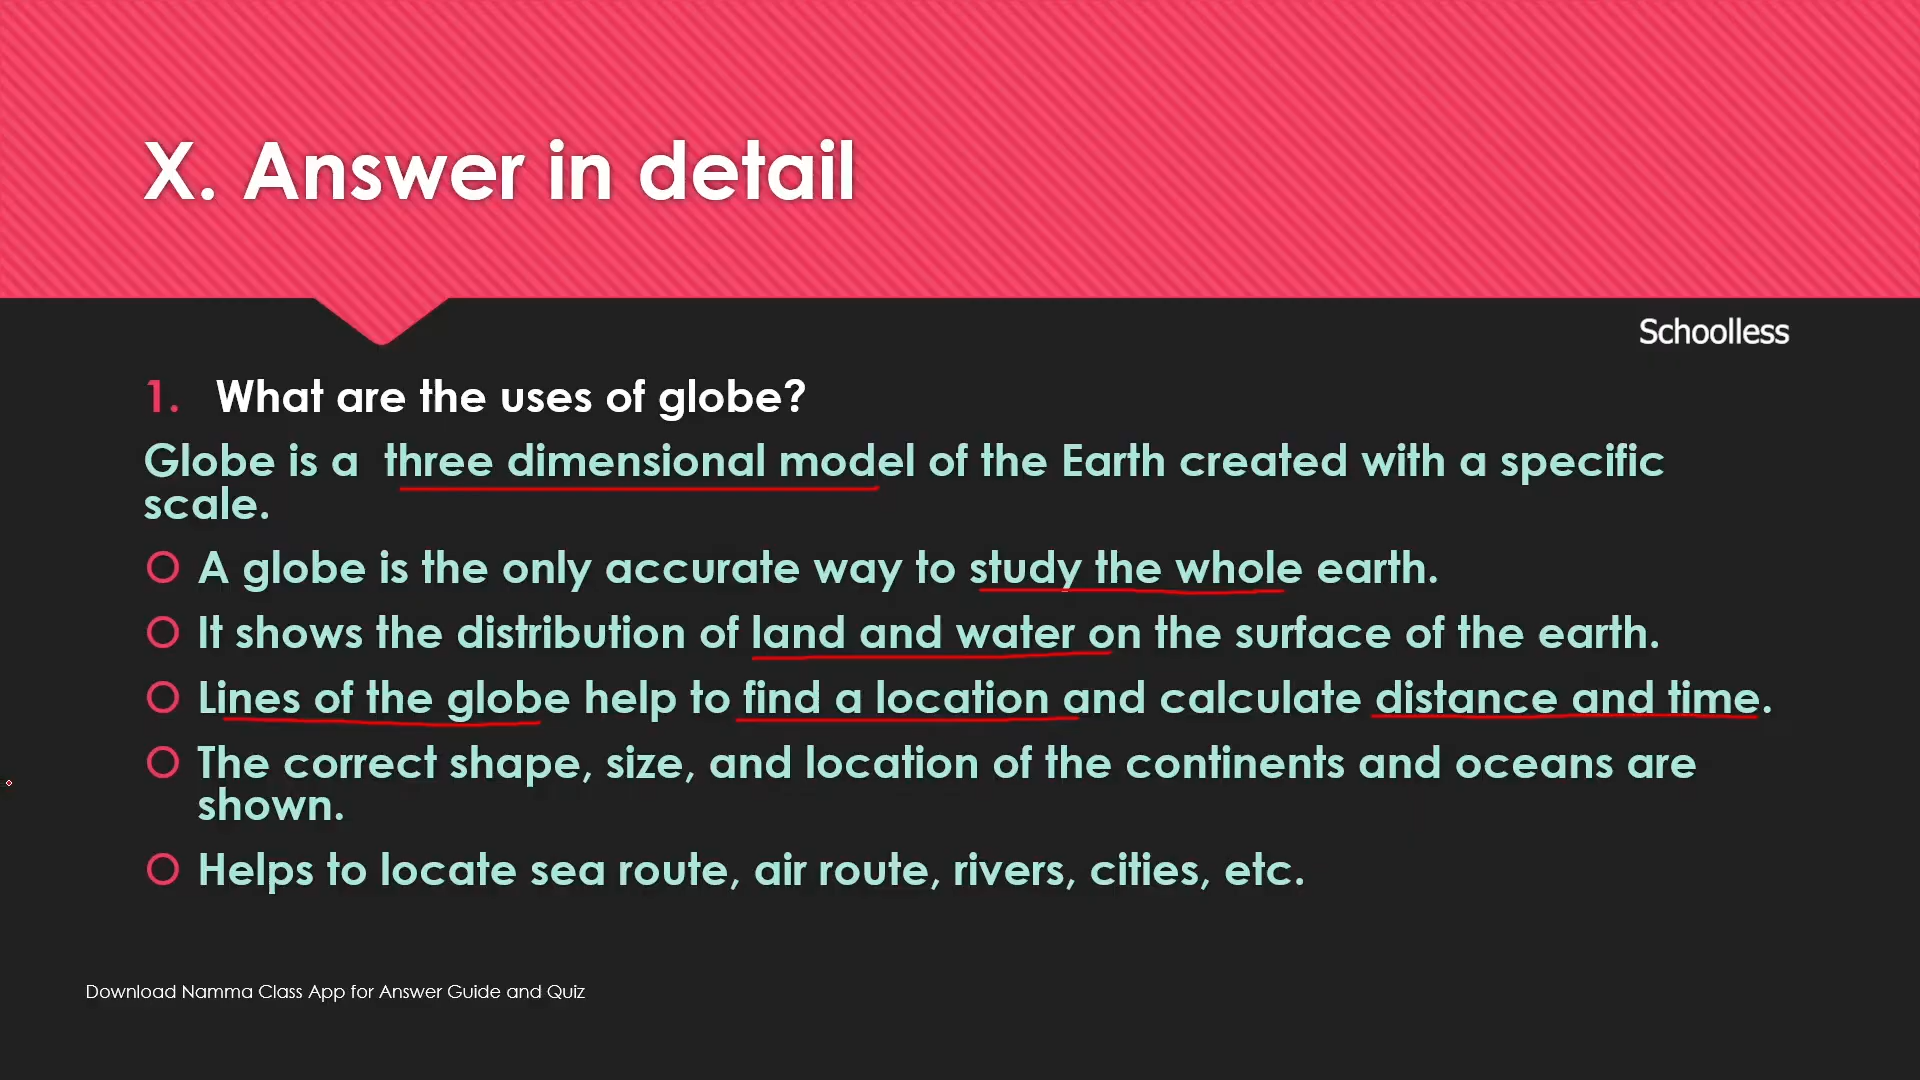 X. Answer in detail
Schoolless
1. What are the uses of globe?
Globe is a three dimensional model of the Earth created with a specific
scale.
A globe is the only accurate way to study the whole earth.
It shows the distribution of land and water on the surface of the earth.
Lines of the globe help to find a location and calculate distance and time.
The correct shape, size, and location of the continents and oceans are
shown.
Helps to locate sea route, air route, rivers, cities, etc.
Download Namma Class App for Answer Guide and Quiz